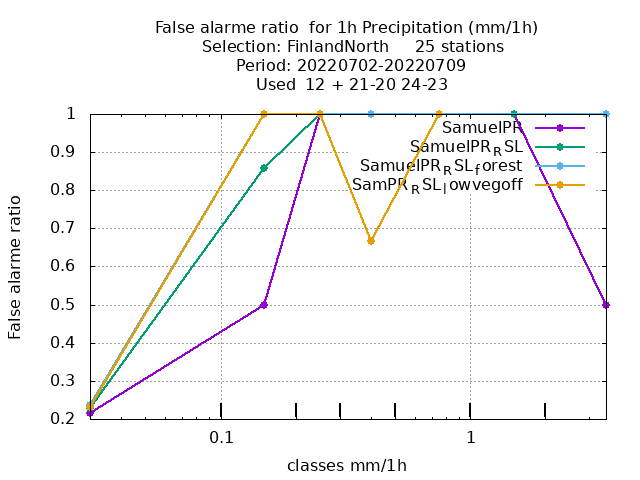 False alarme ratio  for 1h Precipitation (mm/1h)
Selection: FinlandNorth     25 stations
Period: 20220702-20220709
Used  12 + 21-20 24-23
1
0.9
0.8
0.7
0.6
0.5
0.4
0.3
0.2
0.1
1
False alarme ratio
classes mm/1h
SamuelPR
SamuelPR_RSL
SamuelPR_RSL_forest
SamPR_RSL_lowvegoff